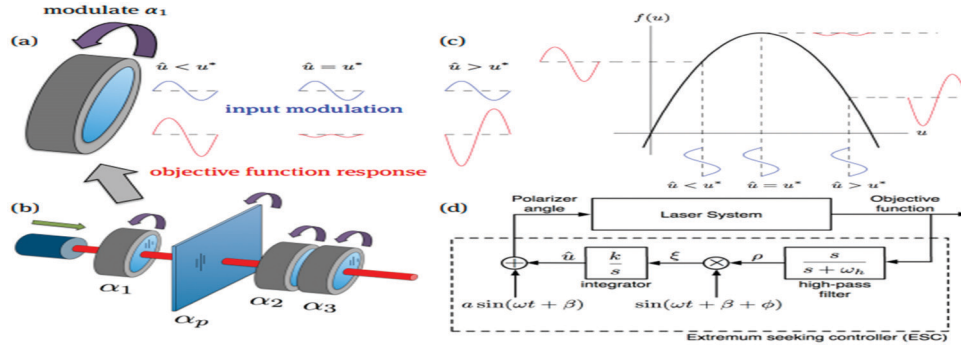 modulate α₁
(a)
û < u* û = u* û > u*
input modulation
objective function response
(b)
α₁
αₚ
α₂ α₃
(c)
f(u)
u
û < u* û = u* û > u*
(d)
Polarizer angle
Laser System
Objective function
û
k/s
integrator
ξ
ρ
s/(s + ωₕ)
high-pass filter
a sin(ωt + β)
sin(ωt + β + φ)
Extremum seeking controller (ESC)